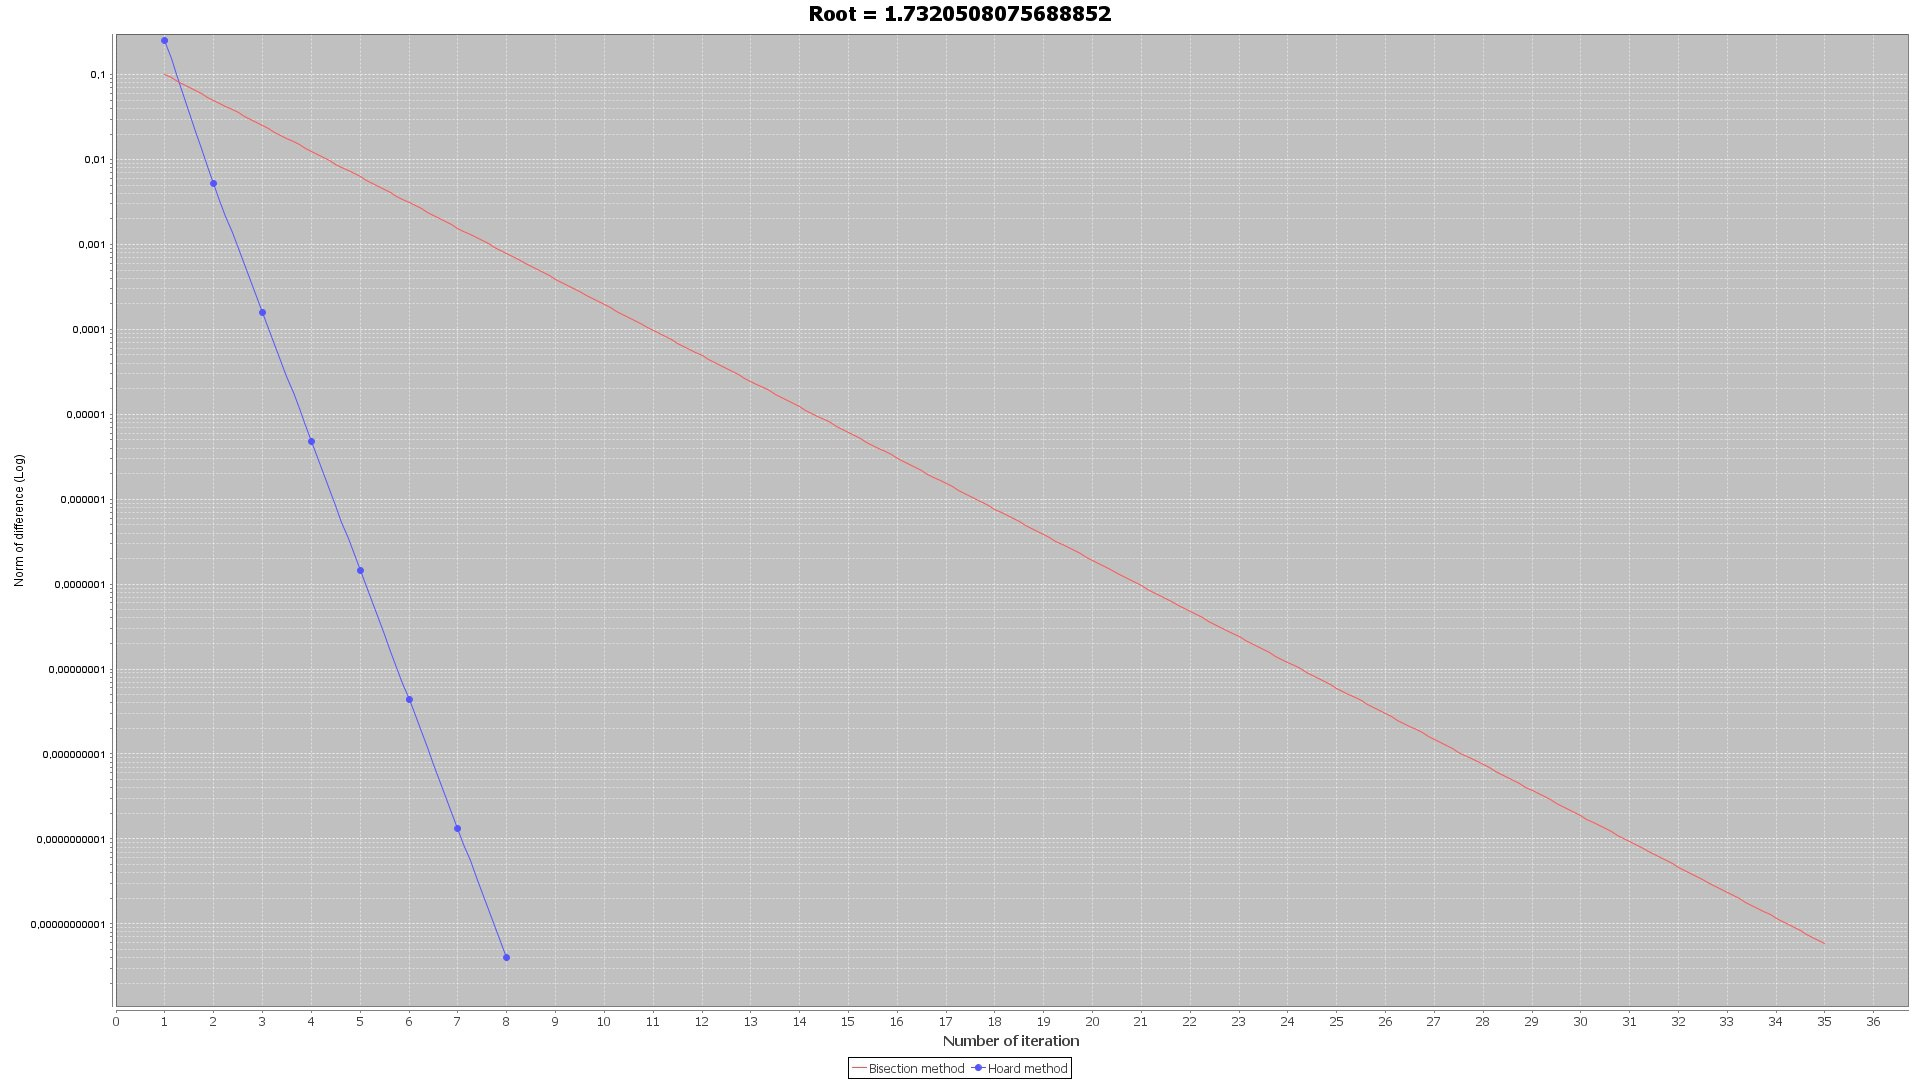 Root = 1.7320508075688852
Norm of difference (Log)
0,1
0,01
0,001
0,0001
0,00001
0,000001
0,0000001
0,00000001
0,000000001
0,0000000001
0,00000000001
0 1 2 3 4 5 6 7 8 9 10 11 12 13 14 15 16 17 18 19 20 21 22 23 24 25 26 27 28 29 30 31 32 33 34 35 36
Number of iteration
Bisection method Hoard method